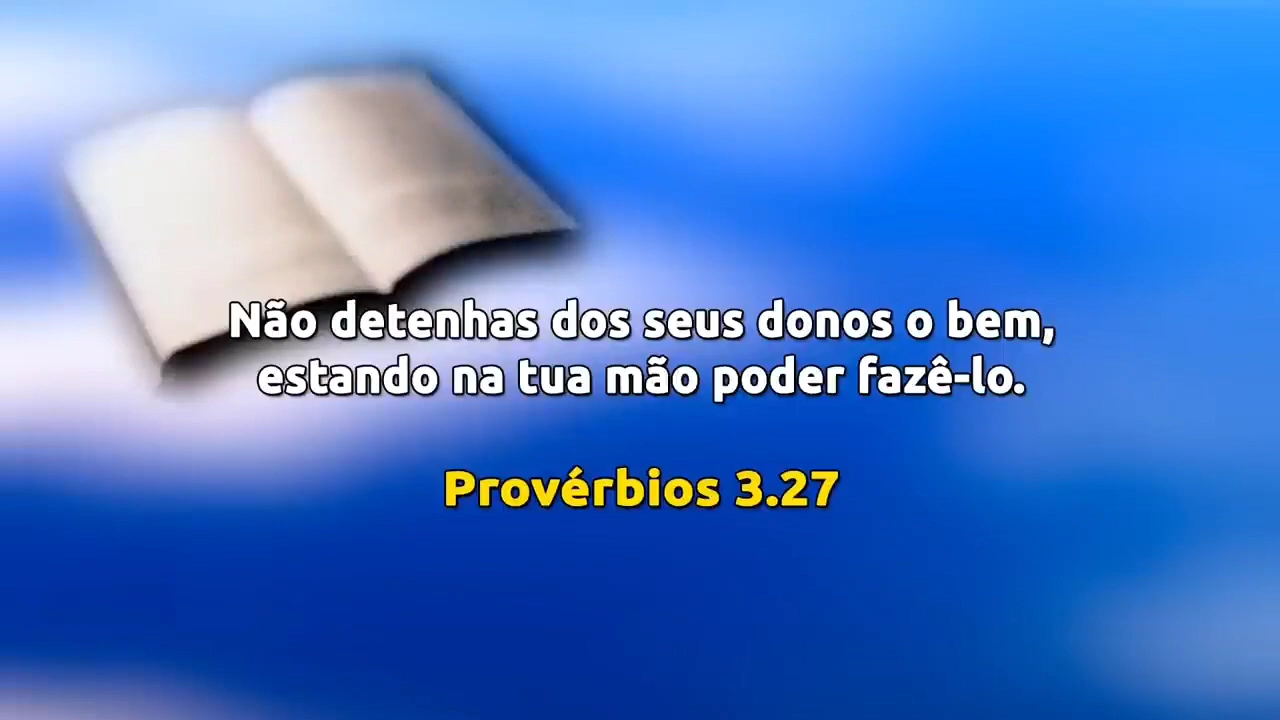 Não detenhas dos seus donos o bem,
estando na tua mão poder fazê-lo.
Provérbios 3.27